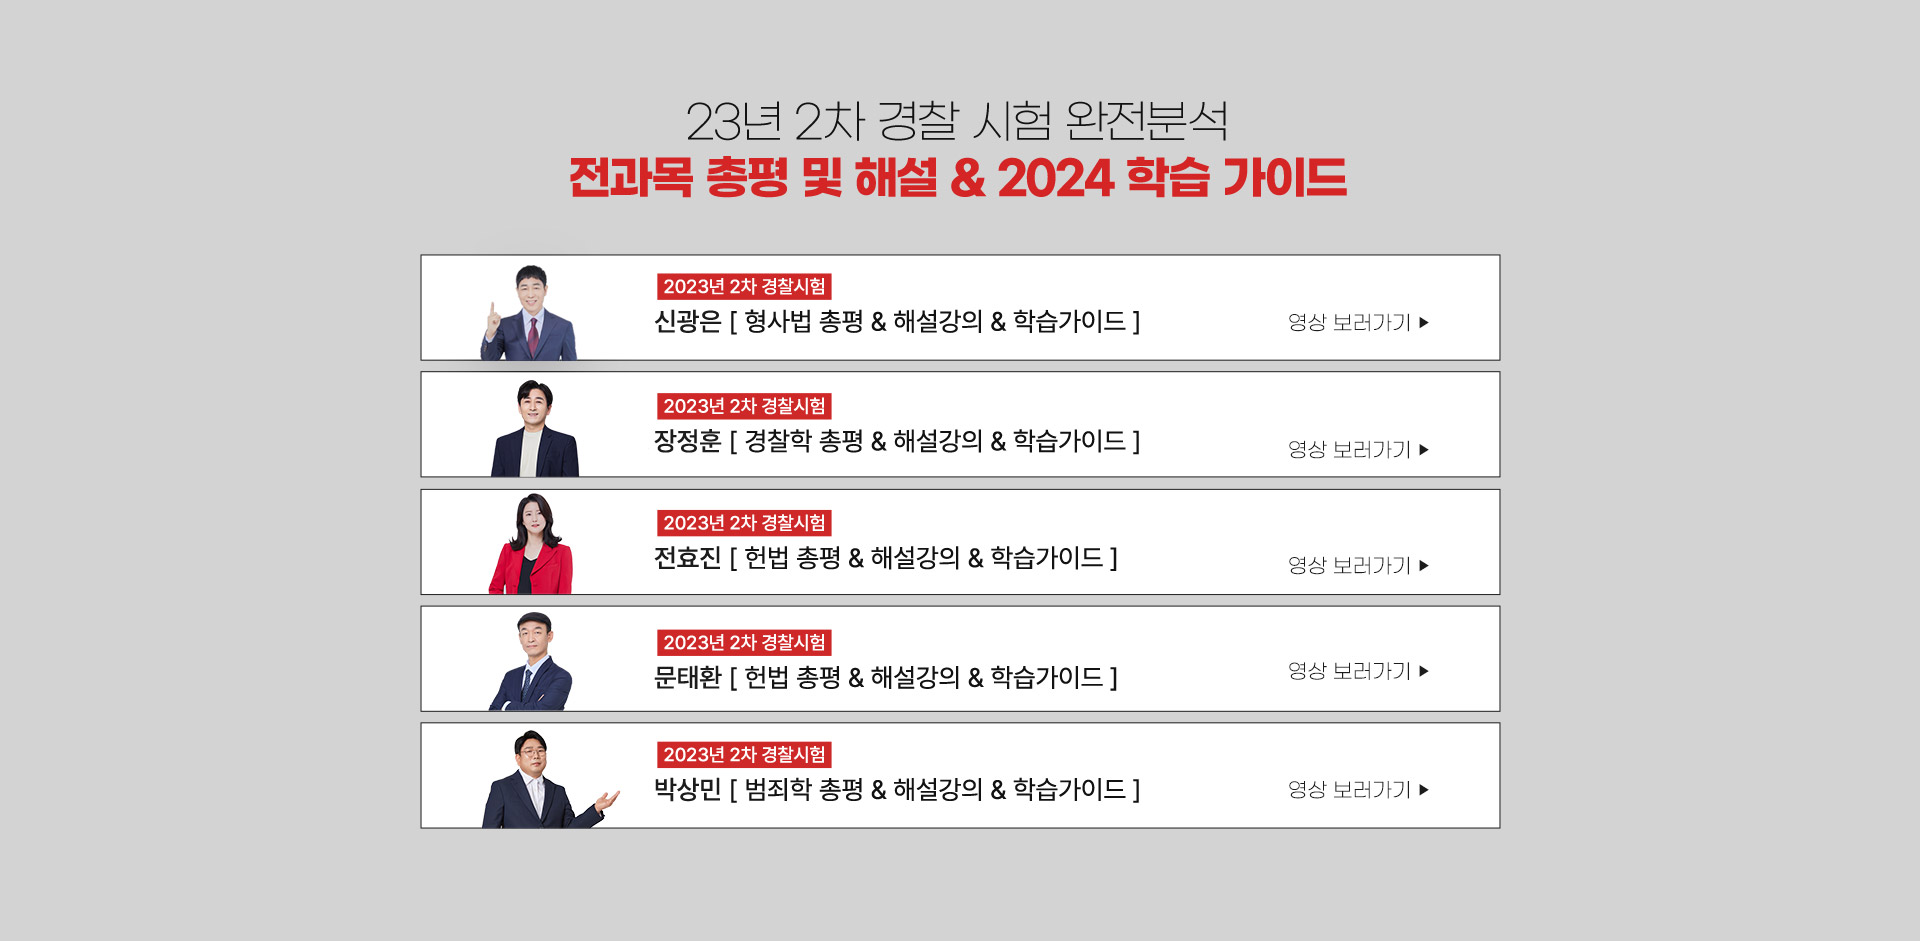 23년 2차 경찰 시험 완전분석
전과목 총평 및 해설 & 2024 학습 가이드
2023년 2차 경찰시험
신광은 [ 형사법 총평 & 해설강의 & 학습가이드 ]
영상 보러가기 ▶
2023년 2차 경찰시험
장정훈 [ 경찰학 총평 & 해설강의 & 학습가이드 ]
영상 보러가기 ▶
2023년 2차 경찰시험
전효진 [ 헌법 총평 & 해설강의 & 학습가이드 ]
영상 보러가기 ▶
2023년 2차 경찰시험
문태환 [ 헌법 총평 & 해설강의 & 학습가이드 ]
영상 보러가기 ▶
2023년 2차 경찰시험
박상민 [ 범죄학 총평 & 해설강의 & 학습가이드 ]
영상 보러가기 ▶